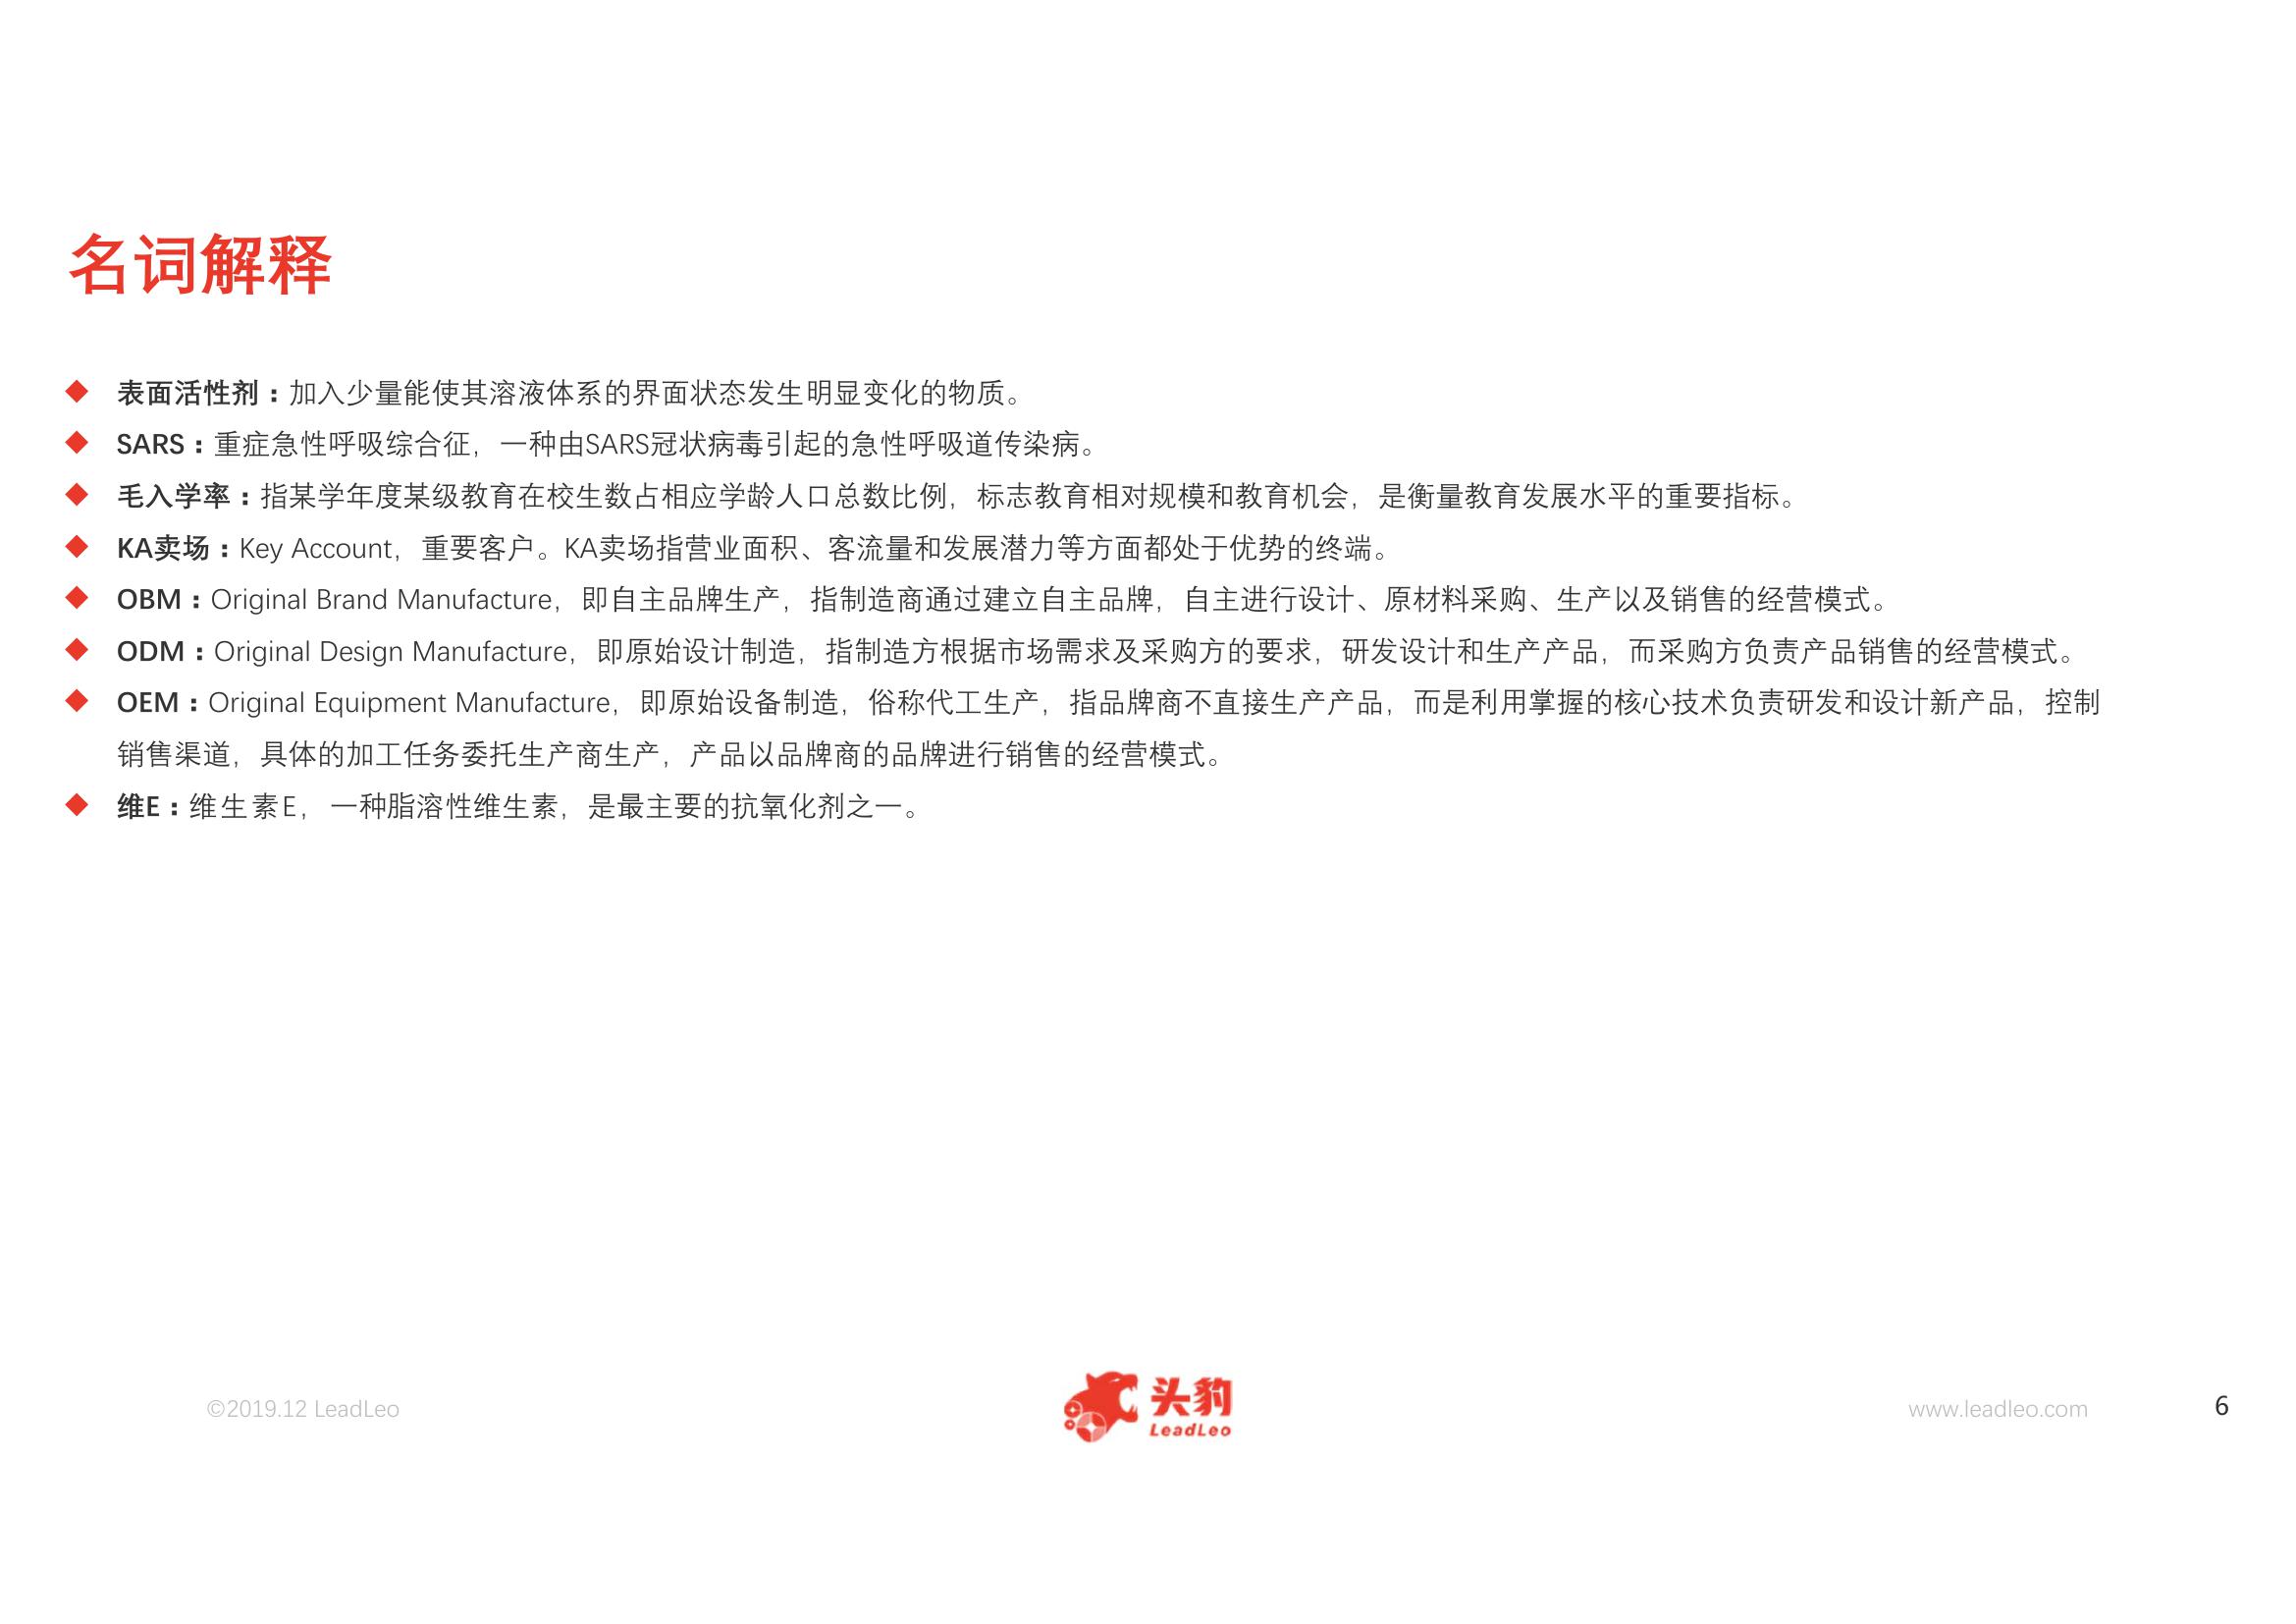 名词解释
◆ 表面活性剂：加入少量能使其溶液体系的界面状态发生明显变化的物质。
◆ SARS：重症急性呼吸综合征，一种由SARS冠状病毒引起的急性呼吸道传染病。
◆ 毛入学率：指某学年度某级教育在校生数占相应学龄人口总数比例，标志教育相对规模和教育机会，是衡量教育发展水平的重要指标。
◆ KA卖场：Key Account，重要客户。KA卖场指营业面积、客流量和发展潜力等方面都处于优势的终端。
◆ OBM：Original Brand Manufacture，即自主品牌生产，指制造商通过建立自主品牌，自主进行设计、原材料采购、生产以及销售的经营模式。
◆ ODM：Original Design Manufacture，即原始设计制造，指制造方根据市场需求及采购方的要求，研发设计和生产产品，而采购方负责产品销售的经营模式。
◆ OEM：Original Equipment Manufacture，即原始设备制造，俗称代工生产，指品牌商不直接生产产品，而是利用掌握的核心技术负责研发和设计新产品，控制
销售渠道，具体的加工任务委托生产商生产，产品以品牌商的品牌进行销售的经营模式。
◆ 维E：维生素E，一种脂溶性维生素，是最主要的抗氧化剂之一。
©2019.12 LeadLeo
头豹
LeadLeo
www.leadleo.com
6